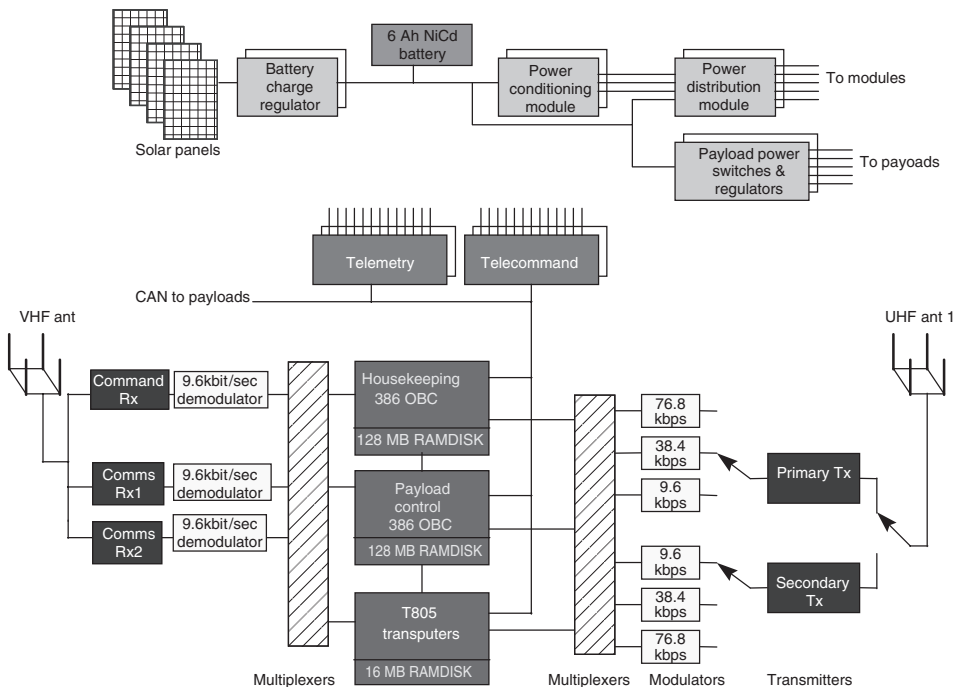 6 Ah NiCd
battery
Battery
charge
regulator
Power
conditioning
module
Power
distribution
module
To modules
Solar panels
Payload power
switches &
regulators
To payoads
Telemetry
Telecommand
CAN to payloads
VHF ant
UHF ant 1
Command
Rx
9.6kbit/sec
demodulator
Housekeeping
386 OBC
128 MB RAMDISK
76.8
kbps
38.4
kbps
Primary Tx
Comms
Rx1
9.6kbit/sec
demodulator
Payload
control
386 OBC
128 MB RAMDISK
9.6
kbps
Comms
Rx2
9.6kbit/sec
demodulator
9.6
kbps
Secondary
Tx
T805
transputers
16 MB RAMDISK
38.4
kbps
76.8
kbps
Multiplexers
Multiplexers
Modulators
Transmitters